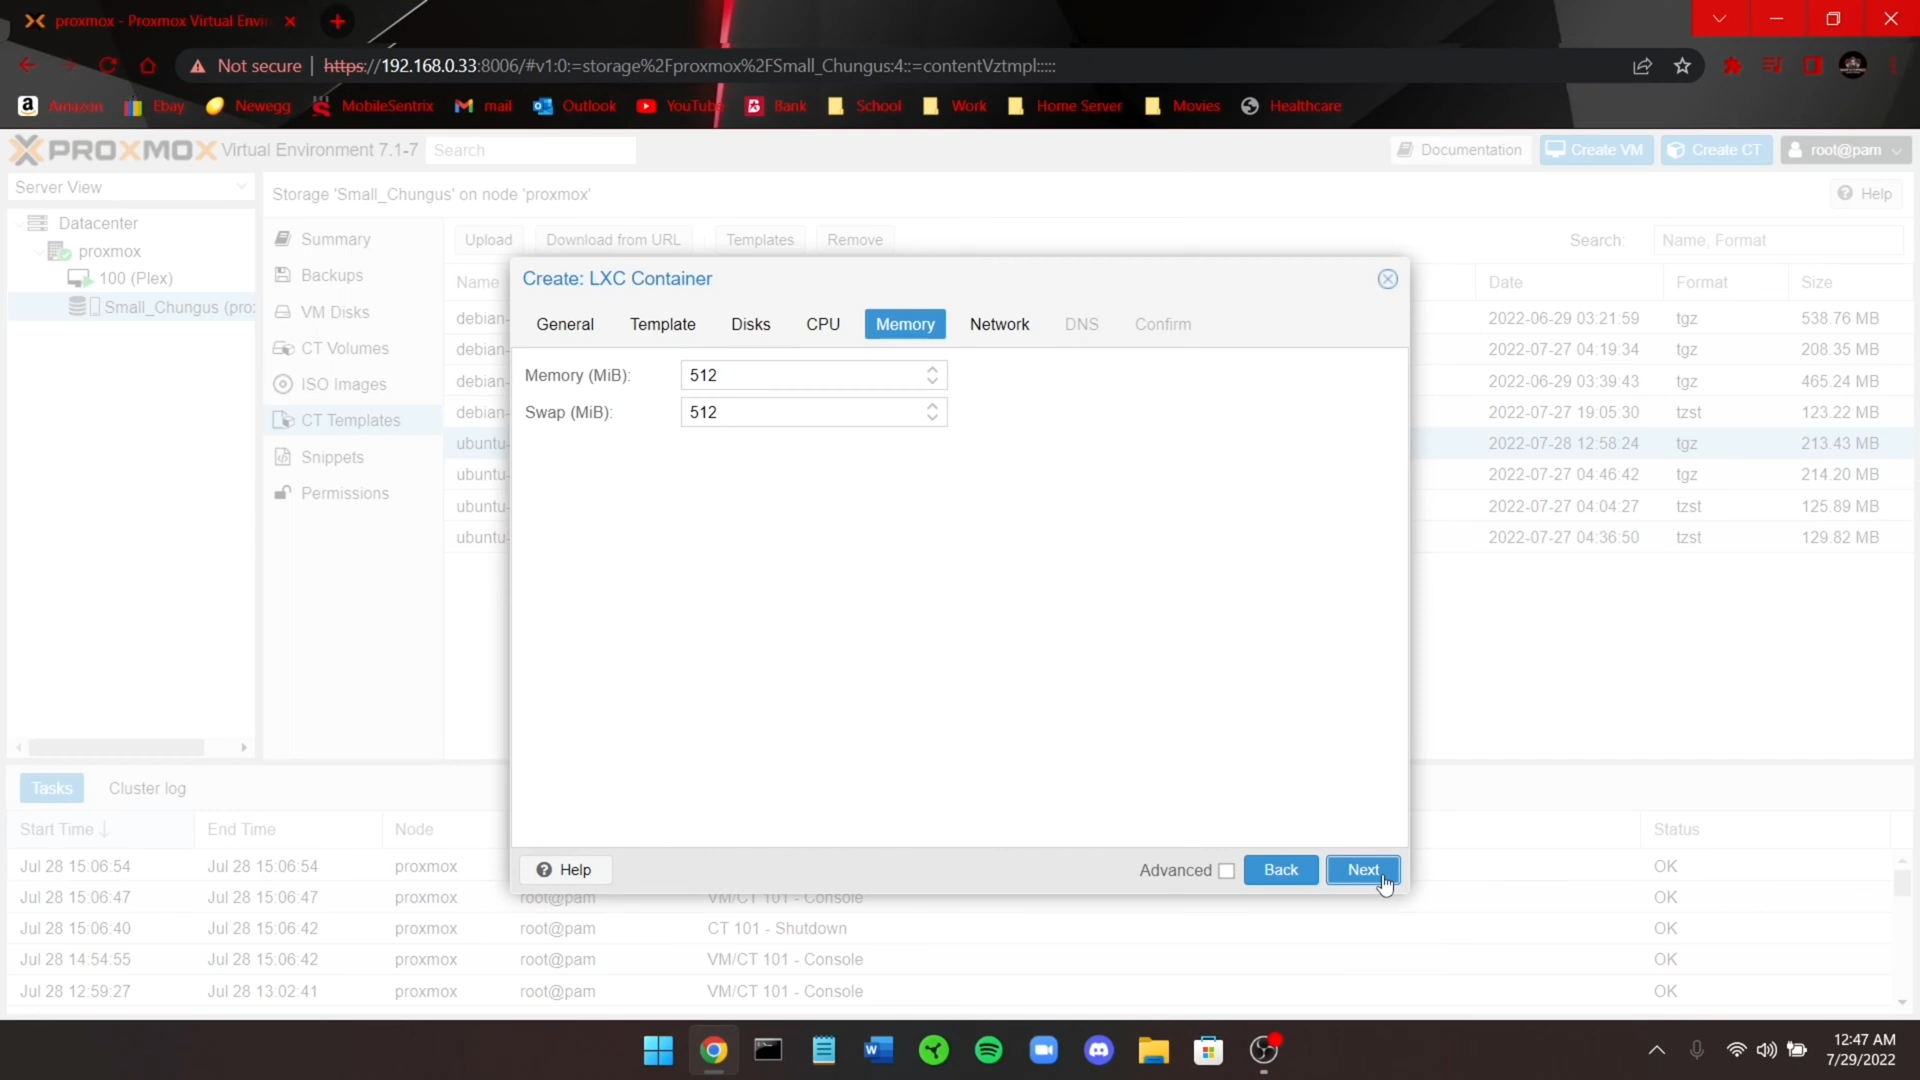 proxmox - Proxmox Virtual Envir
Not secure | https://192.168.0.33:8006/#v1:0:=storage%2Fproxmox%2FSmall_Chungus:4::=contentVztmpl:::::
Amazon Ebay Newegg MobileSentrix mail Outlook YouTube Bank School Work Home Server Movies Healthcare
PROXMOX Virtual Environment 7.1-7 Search Documentation Create VM Create CT root@pam
Server View Storage 'Small_Chungus' on node 'proxmox' Help
Datacenter
proxmox
100 (Plex)
Small_Chungus (pro:
Summary
Backups
VM Disks
CT Volumes
ISO Images
CT Templates
Snippets
Permissions
Upload Download from URL Templates Remove Search: Name, Format
Name Date Format Size
debian- 2022-06-29 03:21:59 tgz 538.76 MB
debian- 2022-07-27 04:19:34 tgz 208.35 MB
debian- 2022-06-29 03:39:43 tgz 465.24 MB
debian- 2022-07-27 19:05:30 tzst 123.22 MB
ubuntu- 2022-07-28 12:58:24 tgz 213.43 MB
ubuntu- 2022-07-27 04:46:42 tgz 214.20 MB
ubuntu- 2022-07-27 04:04:27 tzst 125.89 MB
ubuntu- 2022-07-27 04:36:50 tzst 129.82 MB
Create: LXC Container
General Template Disks CPU Memory Network DNS Confirm
Memory (MiB): 512
Swap (MiB): 512
Help Advanced Back Next
Tasks Cluster log
Start Time End Time Node Status
Jul 28 15:06:54 Jul 28 15:06:54 proxmox OK
Jul 28 15:06:47 Jul 28 15:06:47 proxmox root@pam VM/CT 101 - Console OK
Jul 28 15:06:40 Jul 28 15:06:42 proxmox root@pam CT 101 - Shutdown OK
Jul 28 14:54:55 Jul 28 15:06:42 proxmox root@pam VM/CT 101 - Console OK
Jul 28 12:59:27 Jul 28 13:02:41 proxmox root@pam VM/CT 101 - Console OK
12:47 AM
7/29/2022